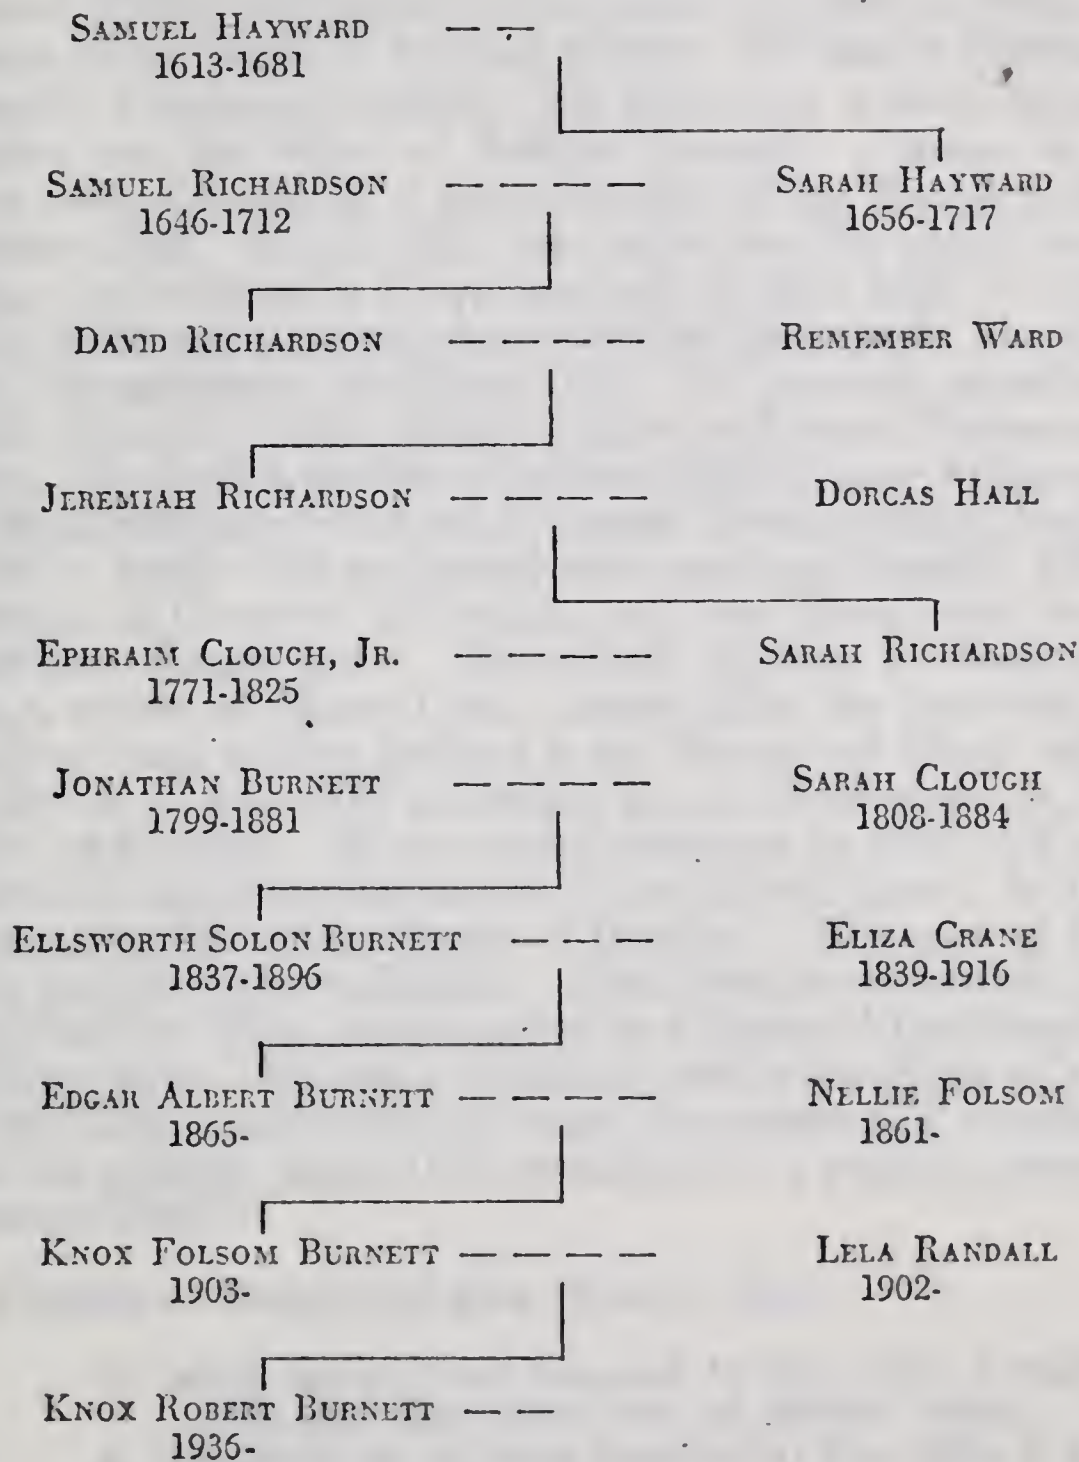 SAMUEL HAYWARD — —
1613-1681
SAMUEL RICHARDSON — — — — SARAH HAYWARD
1646-1712 1656-1717
DAVID RICHARDSON — — — — REMEMBER WARD
JEREMIAH RICHARDSON — — — — DORCAS HALL
EPHRAIM CLOUGH, JR. — — — — SARAH RICHARDSON
1771-1825
JONATHAN BURNETT — — — — SARAH CLOUGH
1799-1881 1808-1884
ELLSWORTH SOLON BURNETT — — — ELIZA CRANE
1837-1896 1839-1916
EDGAR ALBERT BURNETT — — — — NELLIE FOLSOM
1865- 1861-
KNOX FOLSOM BURNETT — — — — LELA RANDALL
1903- 1902-
KNOX ROBERT BURNETT — —
1936-